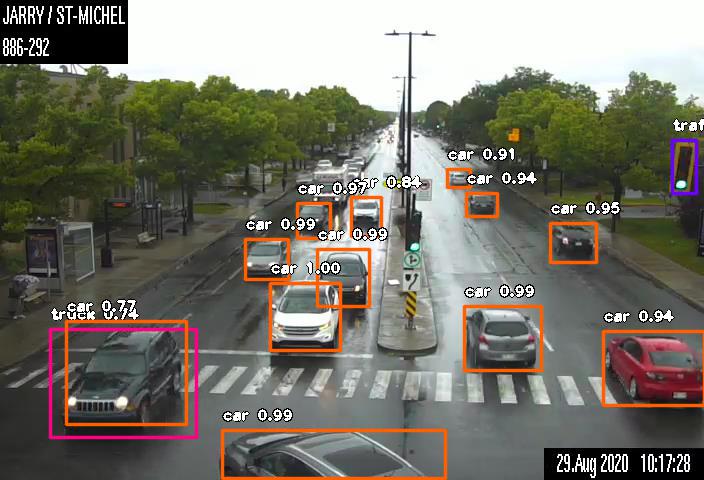 JARRY / ST-MICHEL
886-292
traf
car 0.91
car 0.97
0.84
car 0.94
car 0.95
car 0.99
0.99
car 1.00
car 0.99
car 0.77
truck 0.74
car 0.94
car 0.99
29.Aug 2020 10:17:28